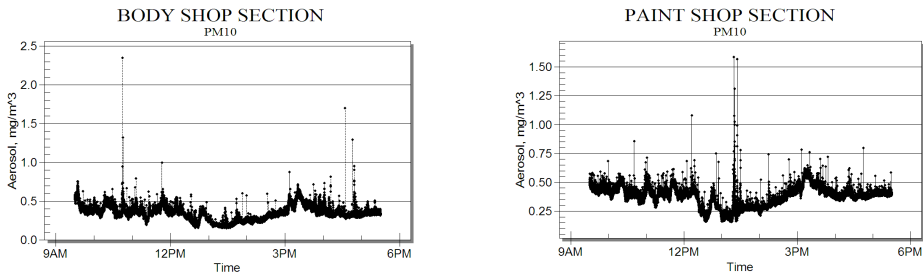 BODY SHOP SECTION
PM10
Aerosol, mg/m^3
2.5
2.0
1.5
1.0
0.5
0.0
9AM 12PM 3PM 6PM
Time
PAINT SHOP SECTION
PM10
Aerosol, mg/m^3
1.50
1.25
1.00
0.75
0.50
0.25
9AM 12PM 3PM 6PM
Time